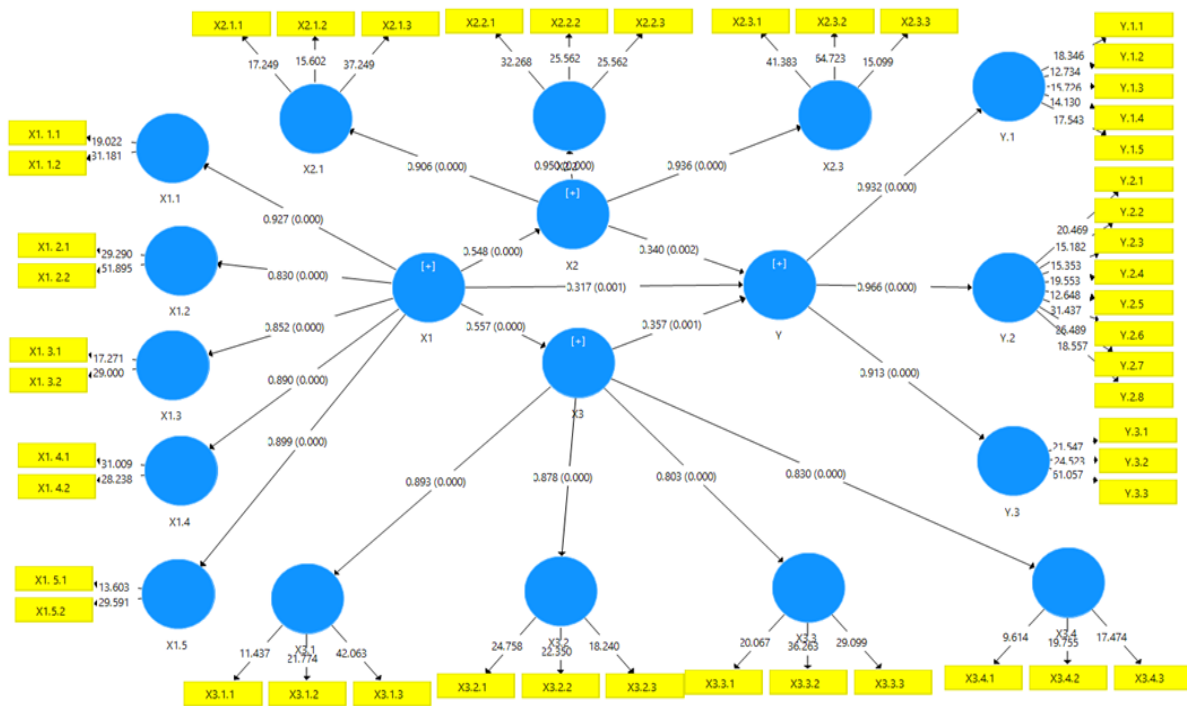 X2.1.1
X2.1.2
X2.1.3
X2.2.1
X2.2.2
X2.2.3
X2.3.1
X2.3.2
X2.3.3
17.249
15.602
37.249
32.268
25.562
25.562
41.383
54.723
15.099
Y.1.1
Y.1.2
Y.1.3
Y.1.4
Y.1.5
18.346
12.734
15.726
14.130
17.543
Y.1
X1. 1.1
X1. 1.2
19.022
31.181
X1.1
X2.1
X2.3
0.906 (0.000)
0.950 (0.000)
0.936 (0.000)
0.932 (0.000)
[+]
X2
0.927 (0.000)
X1. 2.1
X1. 2.2
29.290
51.895
X1.2
0.830 (0.000)
[+]
X1
0.548 (0.000)
0.340 (0.002)
0.317 (0.001)
0.557 (0.000)
0.357 (0.001)
[+]
Y
0.966 (0.000)
Y.2
Y.2.1
Y.2.2
Y.2.3
Y.2.4
Y.2.5
Y.2.6
Y.2.7
Y.2.8
20.469
15.182
15.353
19.553
12.648
31.437
26.489
18.557
X1. 3.1
X1. 3.2
17.271
29.000
X1.3
0.852 (0.000)
[+]
X3
0.913 (0.000)
0.890 (0.000)
0.899 (0.000)
X1. 4.1
X1. 4.2
31.009
28.238
X1.4
Y.3.1
Y.3.2
Y.3.3
21.547
24.523
51.057
Y.3
0.893 (0.000)
0.878 (0.000)
0.803 (0.000)
0.830 (0.000)
X1. 5.1
X1.5.2
13.603
29.591
X1.5
X3.1
X3.2
X3.3
X3.4
11.437
21.774
42.063
24.758
22.350
18.240
20.067
36.263
29.099
9.614
19.755
17.474
X3.1.1
X3.1.2
X3.1.3
X3.2.1
X3.2.2
X3.2.3
X3.3.1
X3.3.2
X3.3.3
X3.4.1
X3.4.2
X3.4.3